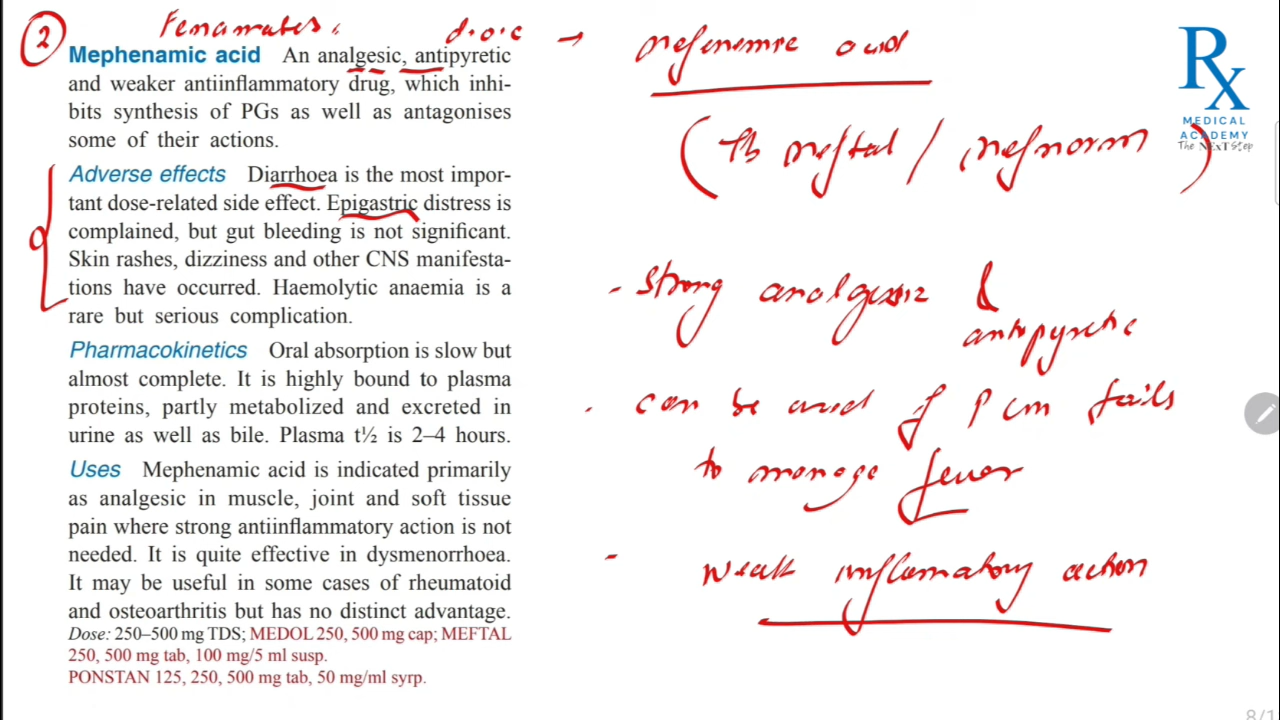 2
Fenamates
Mephenamic acid An analgesic, antipyretic
and weaker antiinflammatory drug, which inhi-
bits synthesis of PGs as well as antagonises
some of their actions.
Adverse effects Diarrhoea is the most impor-
tant dose-related side effect. Epigastric distress is
complained, but gut bleeding is not significant.
Skin rashes, dizziness and other CNS manifesta-
tions have occurred. Haemolytic anaemia is a
rare but serious complication.
Pharmacokinetics Oral absorption is slow but
almost complete. It is highly bound to plasma
proteins, partly metabolized and excreted in
urine as well as bile. Plasma t½ is 2–4 hours.
Uses Mephenamic acid is indicated primarily
as analgesic in muscle, joint and soft tissue
pain where strong antiinflammatory action is not
needed. It is quite effective in dysmenorrhoea.
It may be useful in some cases of rheumatoid
and osteoarthritis but has no distinct advantage.
Dose: 250–500 mg TDS; MEDOL 250, 500 mg cap; MEFTAL
250, 500 mg tab, 100 mg/5 ml susp.
PONSTAN 125, 250, 500 mg tab, 50 mg/ml syrp.
d.o.c → acid
(Tb meftal / mefnorm)
- strong analgesic &
antipyretic
- can be used if PCM fails
to manage fever
- weak inflamatory action
RX
MEDICAL
ACADEMY
The NExT Step
8/1